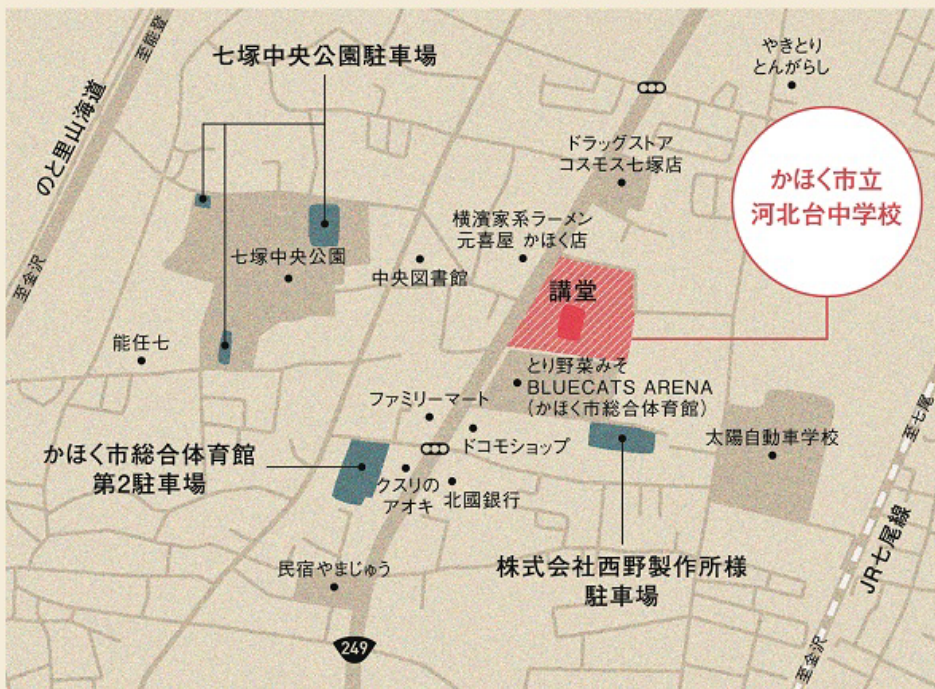 至能登
のと里山海道
至金沢
七塚中央公園駐車場
やきとり
とんがらし
ドラッグストア
コスモス七塚店
かほく市立
河北台中学校
横濱家系ラーメン
元喜屋 かほく店
七塚中央公園
中央図書館
講堂
能任七
とり野菜みそ
BLUECATS ARENA
(かほく市総合体育館)
ファミリーマート
ドコモショップ
太陽自動車学校
至七尾
かほく市総合体育館
第2駐車場
クスリの
アオキ
北國銀行
JR七尾線
民宿やまじゅう
株式会社西野製作所様
駐車場
249
至金沢